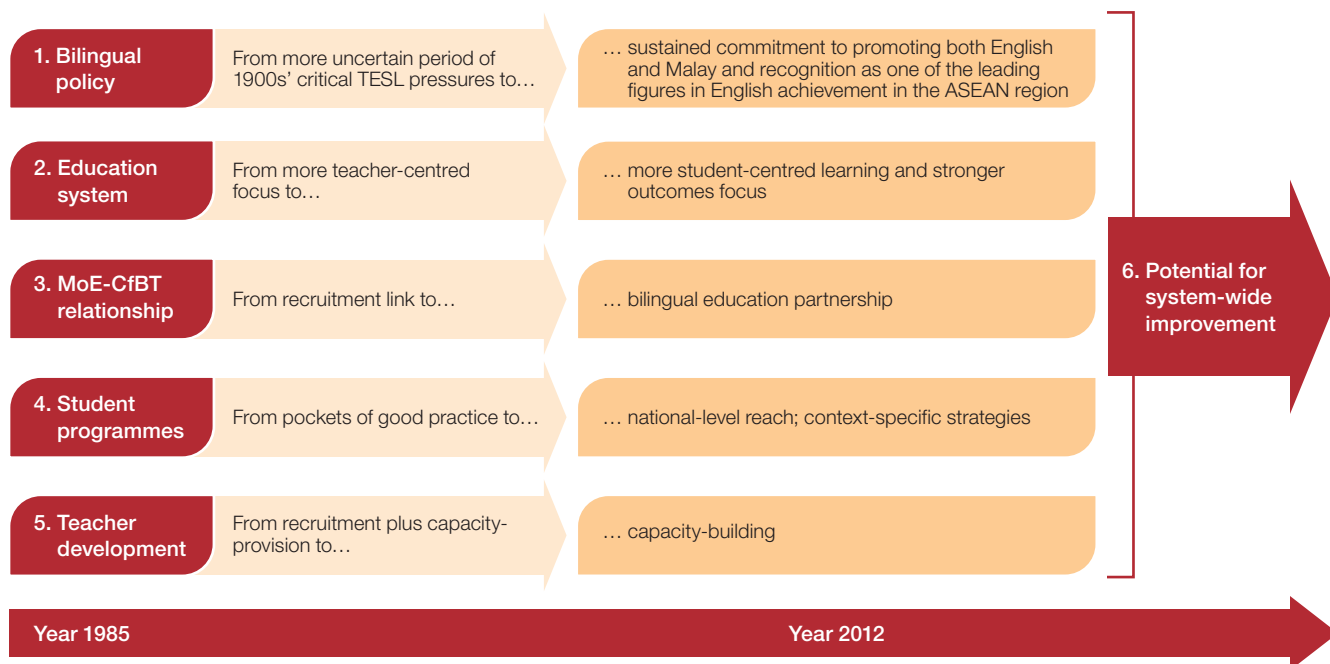 1. Bilingual
policy
From more uncertain period of
1900s’ critical TESL pressures to…
… sustained commitment to promoting both English
and Malay and recognition as one of the leading
figures in English achievement in the ASEAN region
2. Education
system
From more teacher-centred
focus to…
… more student-centred learning and stronger
outcomes focus
3. MoE-CfBT
relationship
From recruitment link to…
… bilingual education partnership
4. Student
programmes
From pockets of good practice to…
… national-level reach; context-specific strategies
5. Teacher
development
From recruitment plus capacity-
provision to…
… capacity-building
6. Potential for
system-wide
improvement
Year 1985
Year 2012